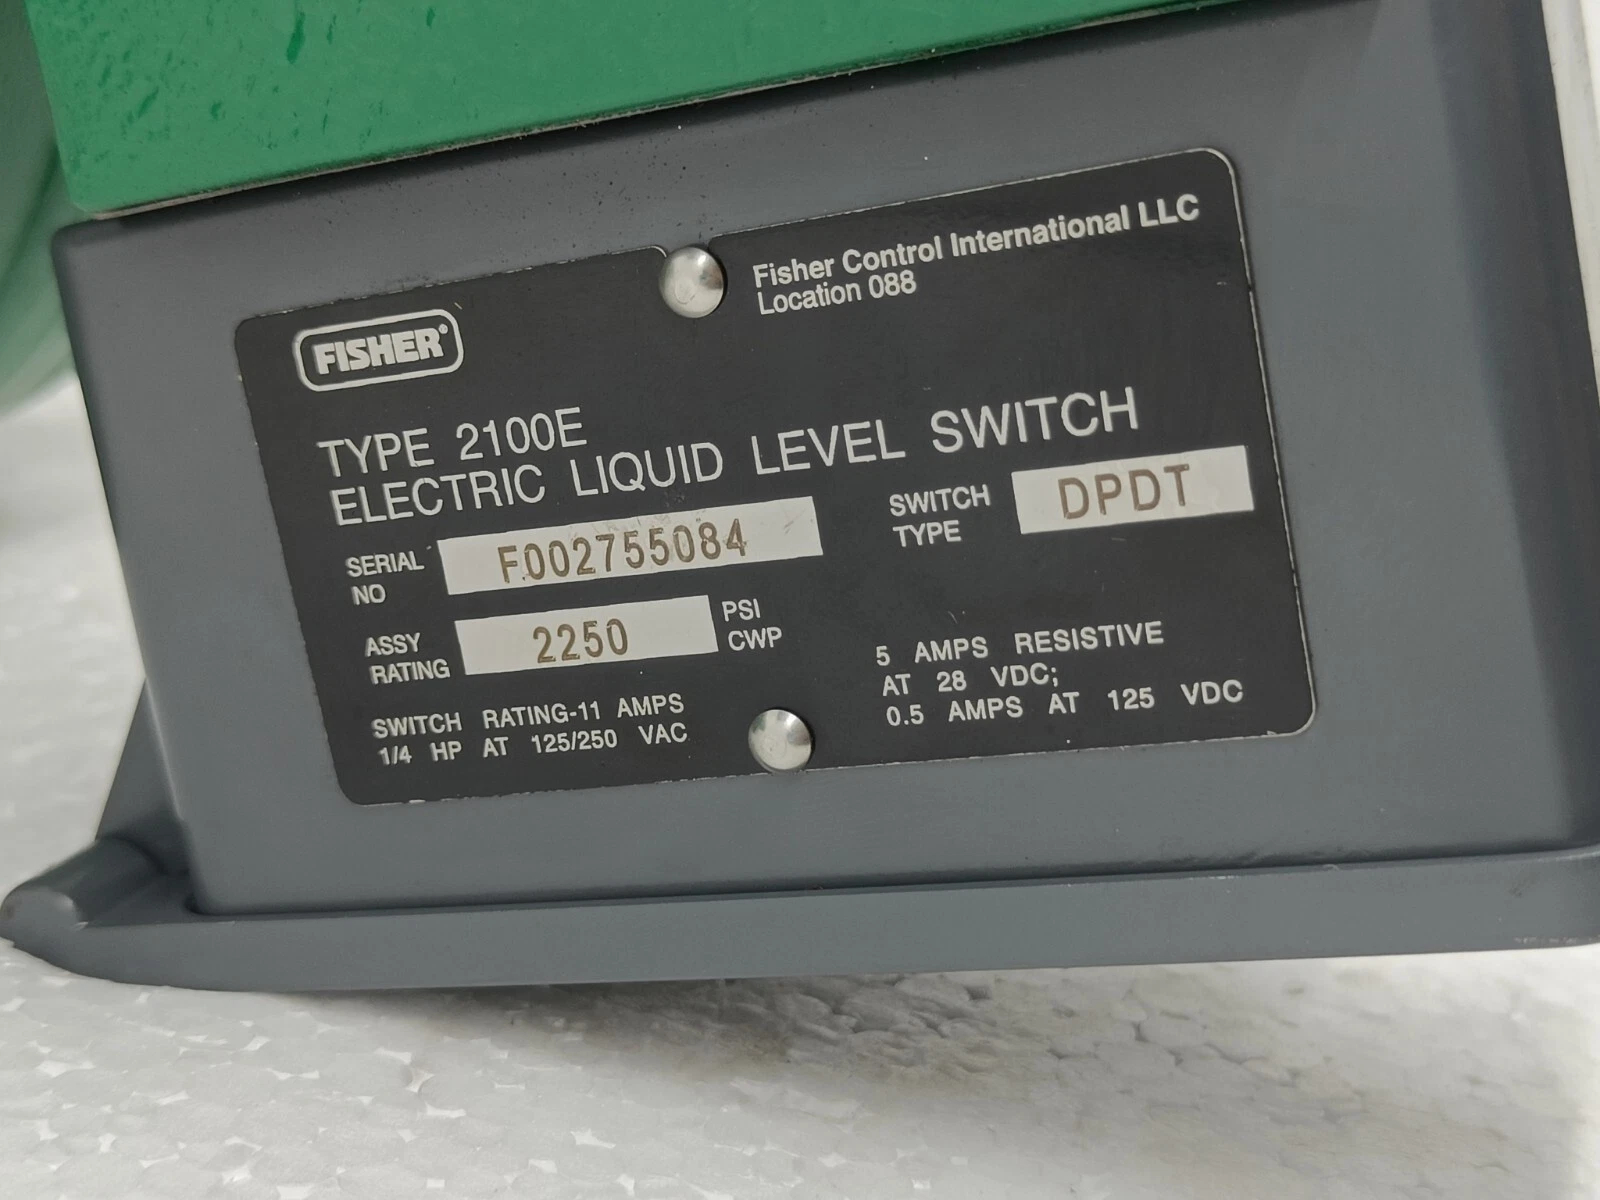 Fisher Control International LLC
Location 088
FISHER®
TYPE 2100E
ELECTRIC LIQUID LEVEL SWITCH
SERIAL NO F002755084
SWITCH TYPE DPDT
ASSY RATING 2250 PSI CWP
SWITCH RATING-11 AMPS
1/4 HP AT 125/250 VAC
5 AMPS RESISTIVE
AT 28 VDC;
0.5 AMPS AT 125 VDC